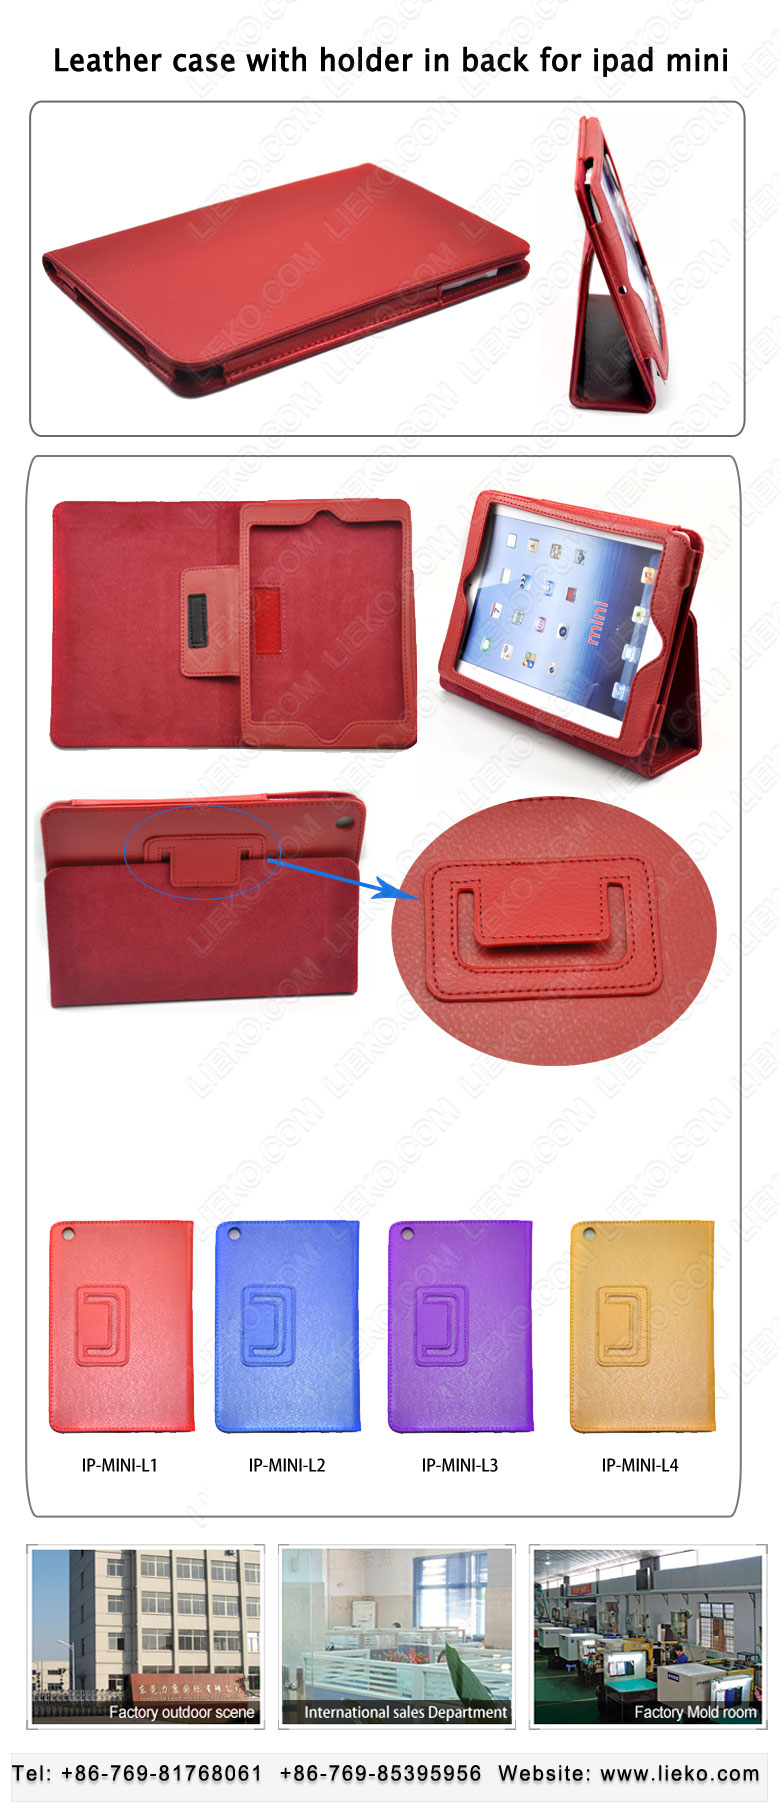 Leather case with holder in back for ipad mini
LIEKO.COM
mini
IP-MINI-L1 IP-MINI-L2 IP-MINI-L3 IP-MINI-L4
Factory outdoor scene International sales Department Factory Mold room
Tel: +86-769-81768061 +86-769-85395956 Website: www.lieko.com